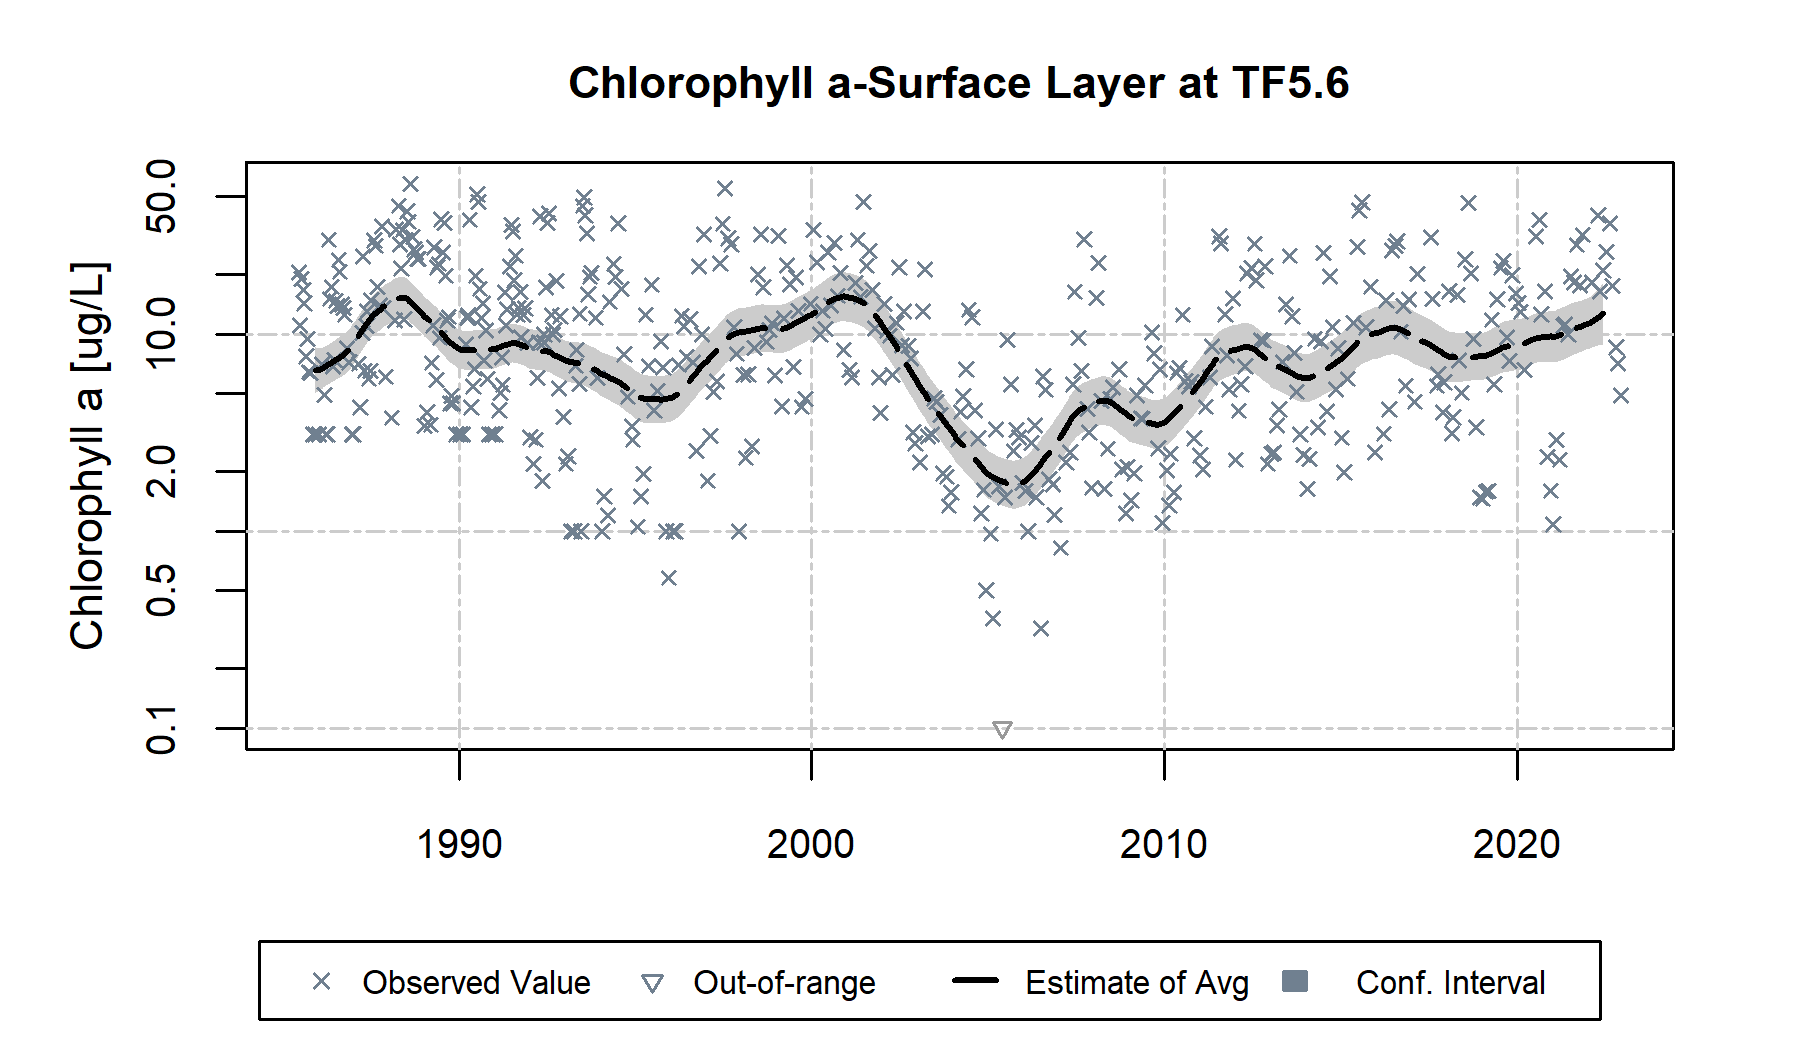 Chlorophyll a-Surface Layer at TF5.6
Chlorophyll a [ug/L]
50.0
10.0
2.0
0.5
0.1
1990 2000 2010 2020
Observed Value Out-of-range Estimate of Avg Conf. Interval